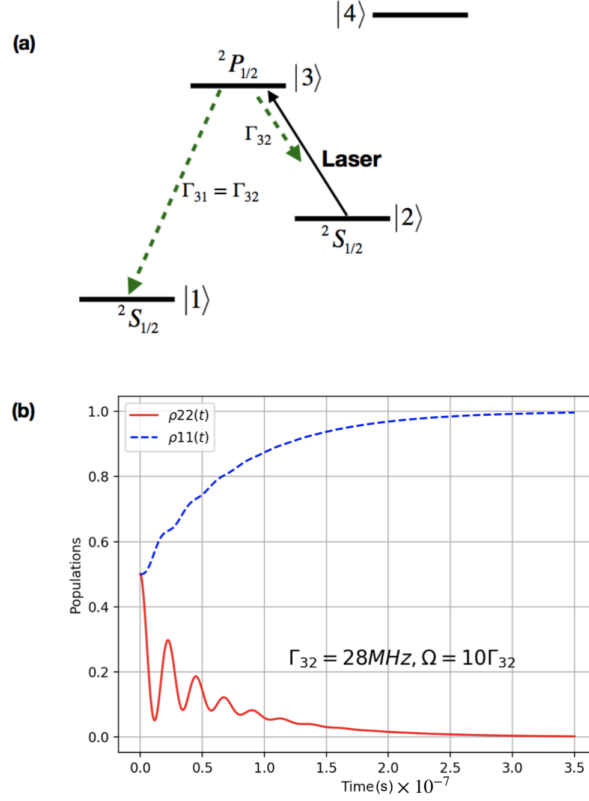 |4⟩
(a)
²P₁/₂ |3⟩
Γ₃₂
Laser
Γ₃₁ = Γ₃₂
|2⟩
²S₁/₂
|1⟩
²S₁/₂
(b)
ρ22(t)
ρ11(t)
1.0
0.8
0.6
0.4
0.2
0.0
Populations
Γ₃₂ = 28MHz, Ω = 10Γ₃₂
0.0 0.5 1.0 1.5 2.0 2.5 3.0 3.5
Time(s) × 10⁻⁷